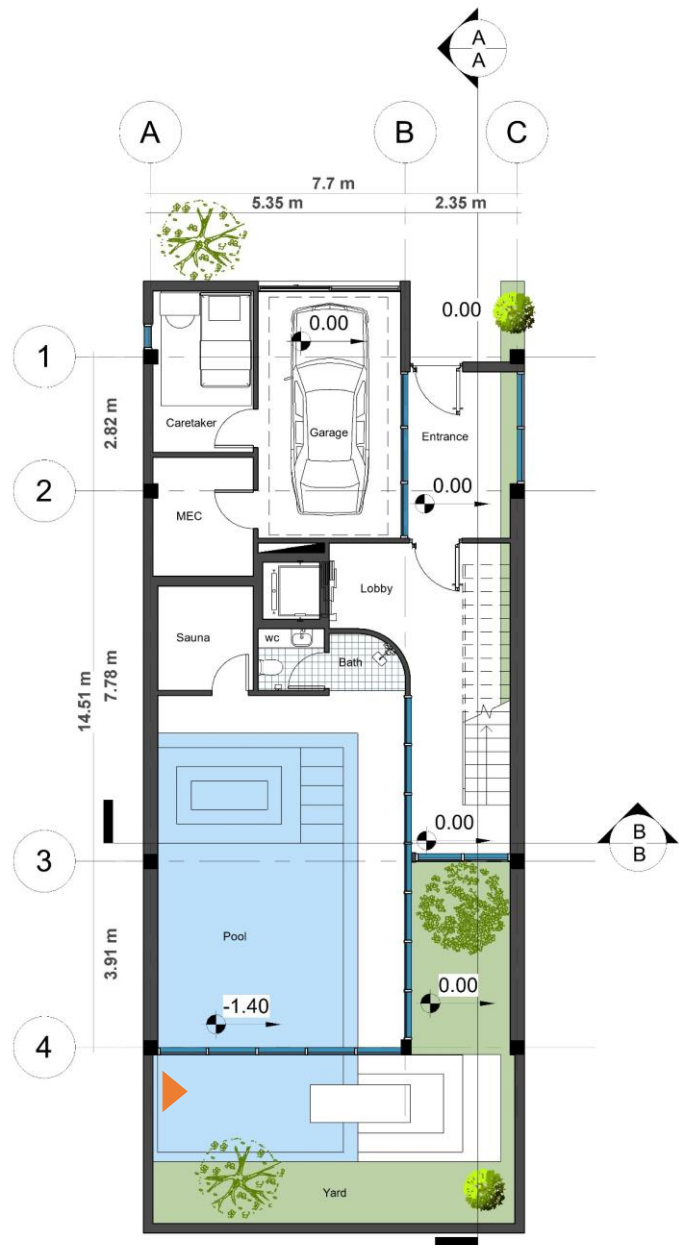 A
A
A
B
C
7.7 m
5.35 m
2.35 m
0.00
0.00
1
2.82 m
Caretaker
Garage
Entrance
2
0.00
MEC
Lobby
Sauna
wc
Bath
14.51 m
7.78 m
0.00
B
B
3
Pool
3.91 m
-1.40
0.00
4
Yard